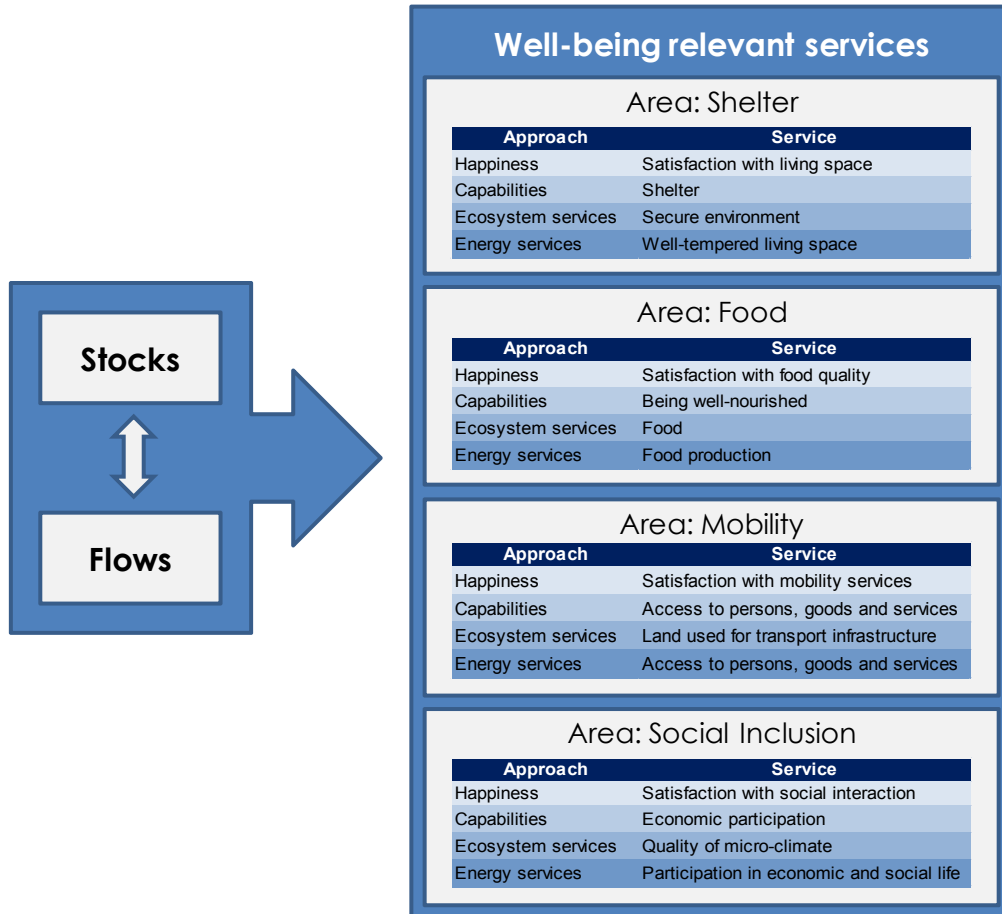 Well-being relevant services
Area: Shelter
Approach Service
Happiness Satisfaction with living space
Capabilities Shelter
Ecosystem services Secure environment
Energy services Well-tempered living space
Stocks
Flows
Area: Food
Approach Service
Happiness Satisfaction with food quality
Capabilities Being well-nourished
Ecosystem services Food
Energy services Food production
Area: Mobility
Approach Service
Happiness Satisfaction with mobility services
Capabilities Access to persons, goods and services
Ecosystem services Land used for transport infrastructure
Energy services Access to persons, goods and services
Area: Social Inclusion
Approach Service
Happiness Satisfaction with social interaction
Capabilities Economic participation
Ecosystem services Quality of micro-climate
Energy services Participation in economic and social life